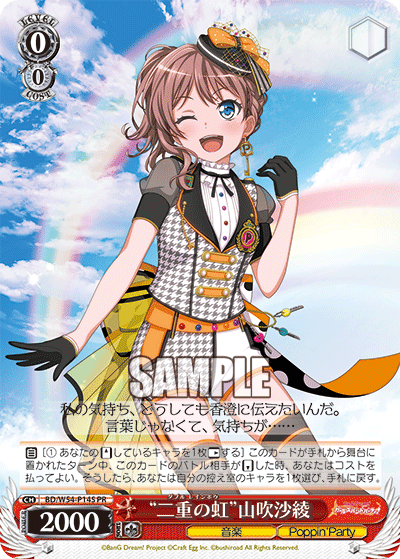 LEVEL
0
0
COST
P
SAMPLE
私の気持ち、どうしても香澄に伝えたいんだ。
言葉じゃなくて、気持ちが……
自［① あなたの【スタンド】しているキャラを1枚【レスト】する］ このカードが手札から舞台に
置かれたターン中、このカードのバトル相手が【リバース】した時、あなたはコストを
払ってよい。そうしたら、あなたは自分の控え室のキャラを1枚選び、手札に戻す。
CH BD/W54-P14S PR
ダブルレインボウ
2000
“二重の虹”山吹沙綾
音楽
Poppin'Party
©BanG Dream! Project ©Craft Egg Inc. ©bushiroad All Rights Reserved.